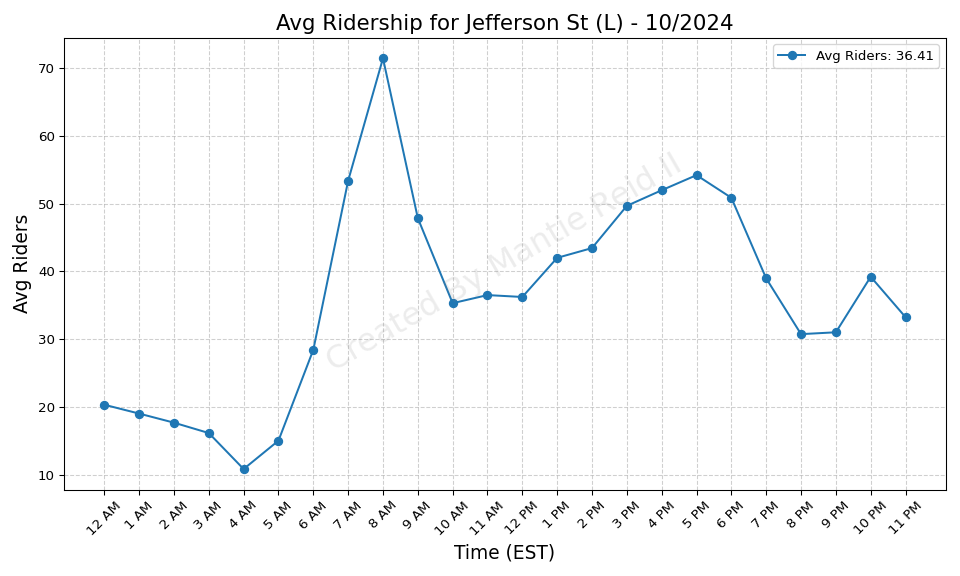 Avg Ridership for Jefferson St (L) - 10/2024
Avg Riders: 36.41
Avg Riders
70
60
50
40
30
20
10
Created By Mantle Reid II
12 AM
1 AM
2 AM
3 AM
4 AM
5 AM
6 AM
7 AM
8 AM
9 AM
10 AM
11 AM
12 PM
1 PM
2 PM
3 PM
4 PM
5 PM
6 PM
7 PM
8 PM
9 PM
10 PM
11 PM
Time (EST)